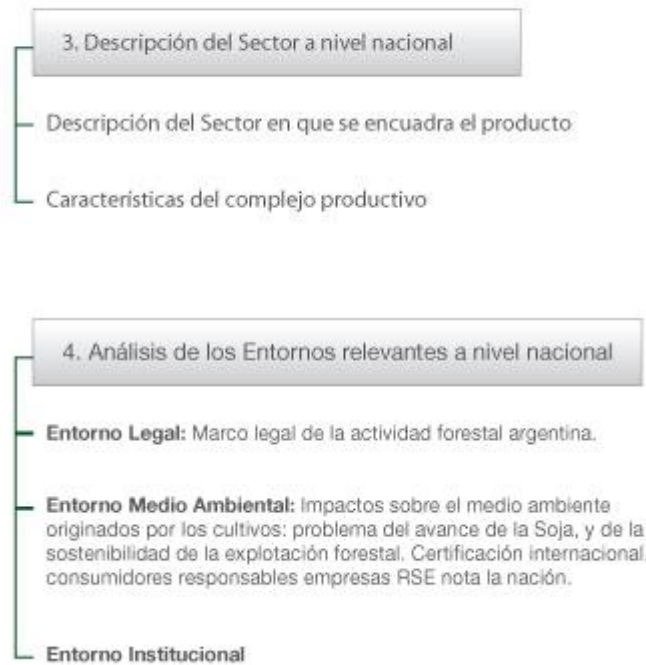 3. Descripción del Sector a nivel nacional
Descripción del Sector en que se encuadra el producto
Características del complejo productivo
4. Análisis de los Entornos relevantes a nivel nacional
Entorno Legal: Marco legal de la actividad forestal argentina.
Entorno Medio Ambiental: Impactos sobre el medio ambiente
originados por los cultivos: problema del avance de la Soja, y de la
sostenibilidad de la explotación forestal. Certificación internacional,
consumidores responsables empresas RSE nota la nación.
Entorno Institucional